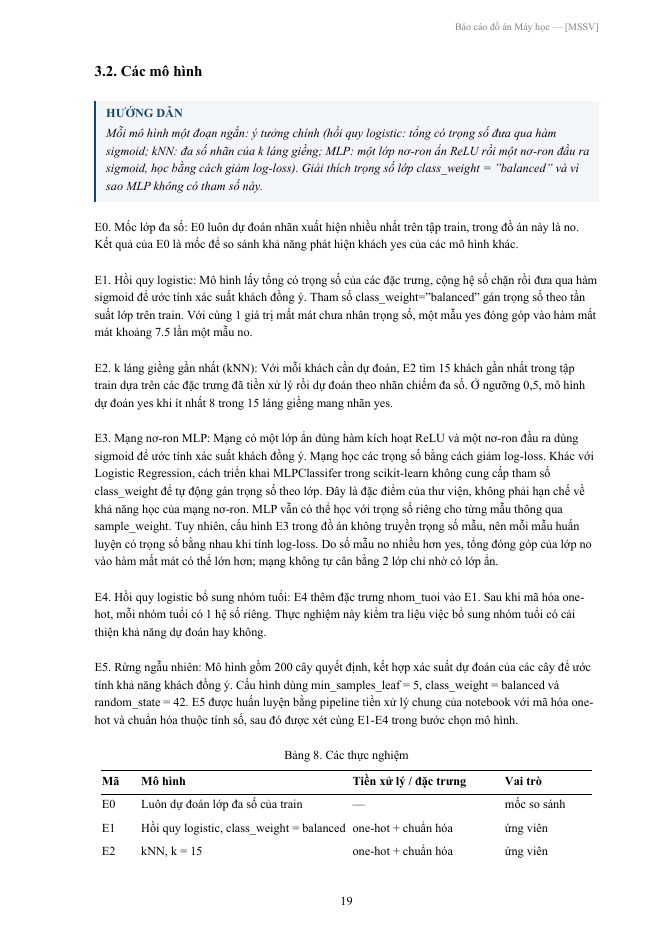 Báo cáo đồ án Máy học — [MSSV]
3.2. Các mô hình
HƯỚNG DẪN
Mỗi mô hình một đoạn ngắn: ý tưởng chính (hồi quy logistic: tổng có trọng số đưa qua hàm
sigmoid; kNN: đa số nhãn của k láng giềng; MLP: một lớp nơ-ron ẩn ReLU rồi một nơ-ron đầu ra
sigmoid, học bằng cách giảm log-loss). Giải thích trọng số lớp class_weight = ”balanced” và vì
sao MLP không có tham số này.
E0. Mốc lớp đa số: E0 luôn dự đoán nhãn xuất hiện nhiều nhất trên tập train, trong đồ án này là no.
Kết quả của E0 là mốc để so sánh khả năng phát hiện khách yes của các mô hình khác.
E1. Hồi quy logistic: Mô hình lấy tổng có trọng số của các đặc trưng, cộng hệ số chặn rồi đưa qua hàm
sigmoid để ước tính xác suất khách đồng ý. Tham số class_weight=”balanced” gán trọng số theo tần
suất lớp trên train. Với cùng 1 giá trị mất mát chưa nhân trọng số, một mẫu yes đóng góp vào hàm mất
mát khoảng 7.5 lần một mẫu no.
E2. k láng giềng gần nhất (kNN): Với mỗi khách cần dự đoán, E2 tìm 15 khách gần nhất trong tập
train dựa trên các đặc trưng đã tiền xử lý rồi dự đoán theo nhãn chiếm đa số. Ở ngưỡng 0,5, mô hình
dự đoán yes khi ít nhất 8 trong 15 láng giềng mang nhãn yes.
E3. Mạng nơ-ron MLP: Mạng có một lớp ẩn dùng hàm kích hoạt ReLU và một nơ-ron đầu ra dùng
sigmoid để ước tính xác suất khách đồng ý. Mạng học các trọng số bằng cách giảm log-loss. Khác với
Logistic Regression, cách triển khai MLPClassifer trong scikit-learn không cung cấp tham số
class_weight để tự động gán trọng số theo lớp. Đây là đặc điểm của thư viện, không phải hạn chế về
khả năng học của mạng nơ-ron. MLP vẫn có thể học với trọng số riêng cho từng mẫu thông qua
sample_weight. Tuy nhiên, cấu hình E3 trong đồ án không truyền trọng số mẫu, nên mỗi mẫu huấn
luyện có trọng số bằng nhau khi tính log-loss. Do số mẫu no nhiều hơn yes, tổng đóng góp của lớp no
vào hàm mất mát có thể lớn hơn; mạng không tự cân bằng 2 lớp chỉ nhờ có lớp ẩn.
E4. Hồi quy logistic bổ sung nhóm tuổi: E4 thêm đặc trưng nhom_tuoi vào E1. Sau khi mã hóa one-
hot, mỗi nhóm tuổi có 1 hệ số riêng. Thực nghiệm này kiểm tra liệu việc bổ sung nhóm tuổi có cải
thiện khả năng dự đoán hay không.
E5. Rừng ngẫu nhiên: Mô hình gồm 200 cây quyết định, kết hợp xác suất dự đoán của các cây để ước
tính khả năng khách đồng ý. Cấu hình dùng min_samples_leaf = 5, class_weight = balanced và
random_state = 42. E5 được huấn luyện bằng pipeline tiền xử lý chung của notebook với mã hóa one-
hot và chuẩn hóa thuộc tính số, sau đó được xét cùng E1-E4 trong bước chọn mô hình.
Bảng 8. Các thực nghiệm
Mã Mô hình Tiền xử lý / đặc trưng Vai trò
E0 Luôn dự đoán lớp đa số của train — mốc so sánh
E1 Hồi quy logistic, class_weight = balanced one-hot + chuẩn hóa ứng viên
E2 kNN, k = 15 one-hot + chuẩn hóa ứng viên
19